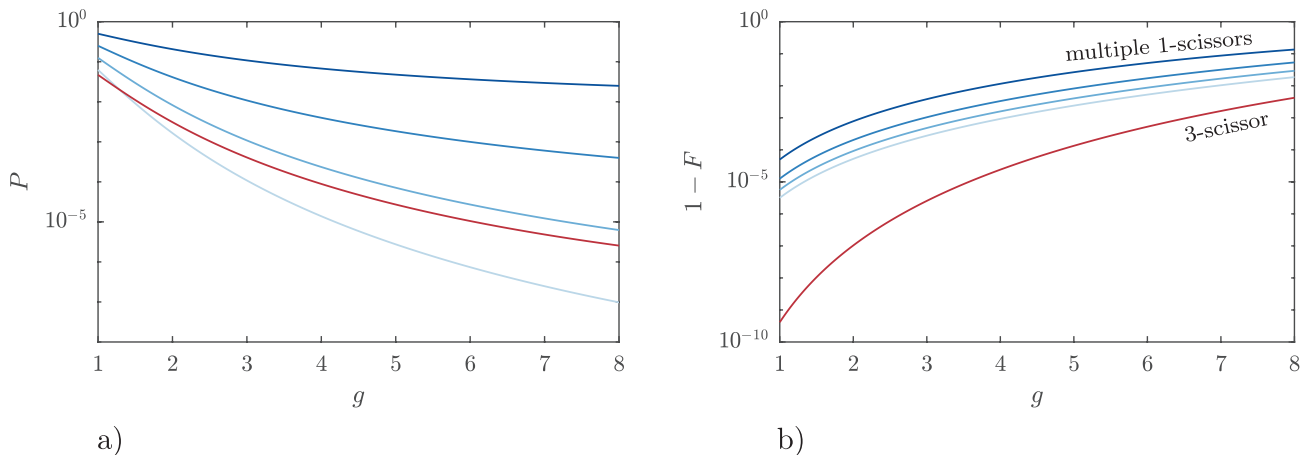 10^0
10^{-5}
P
1 2 3 4 5 6 7 8
g
a)
10^0
10^{-5}
10^{-10}
1 − F
multiple 1-scissors
3-scissor
1 2 3 4 5 6 7 8
g
b)